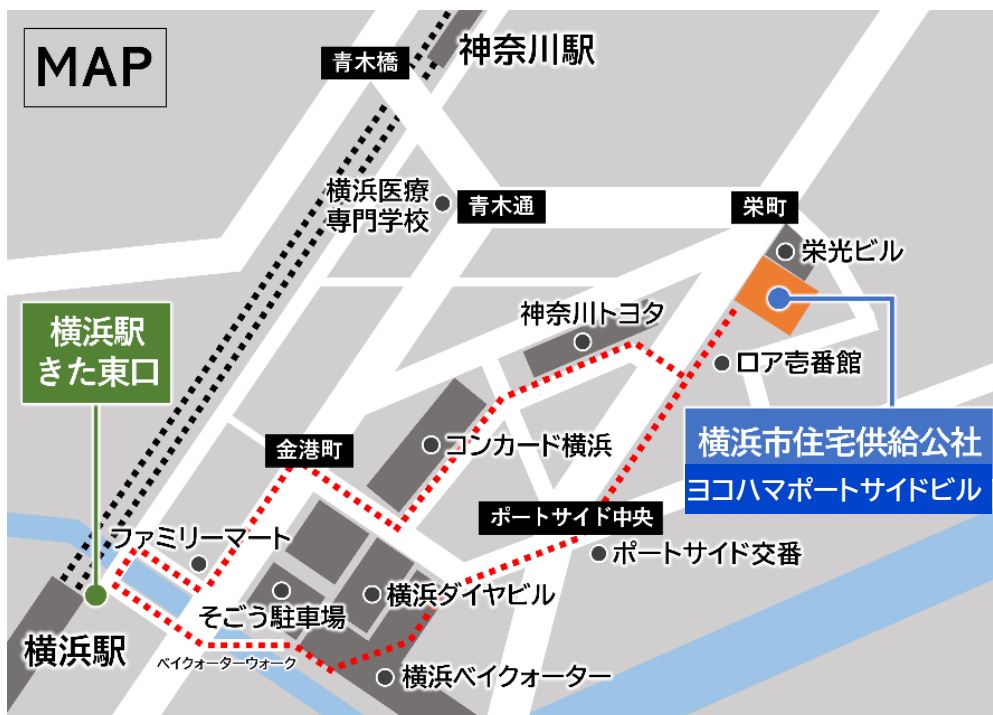 MAP
神奈川駅
青木橋
横浜医療
専門学校
青木通
栄町
栄光ビル
横浜駅
きた東口
神奈川トヨタ
ロア壱番館
金港町
コンカード横浜
横浜市住宅供給公社
ヨコハマポートサイドビル
ポートサイド中央
ファミリーマート
ポートサイド交番
横浜ダイヤビル
そごう駐車場
横浜駅
ベイクォーターウォーク
横浜ベイクォーター